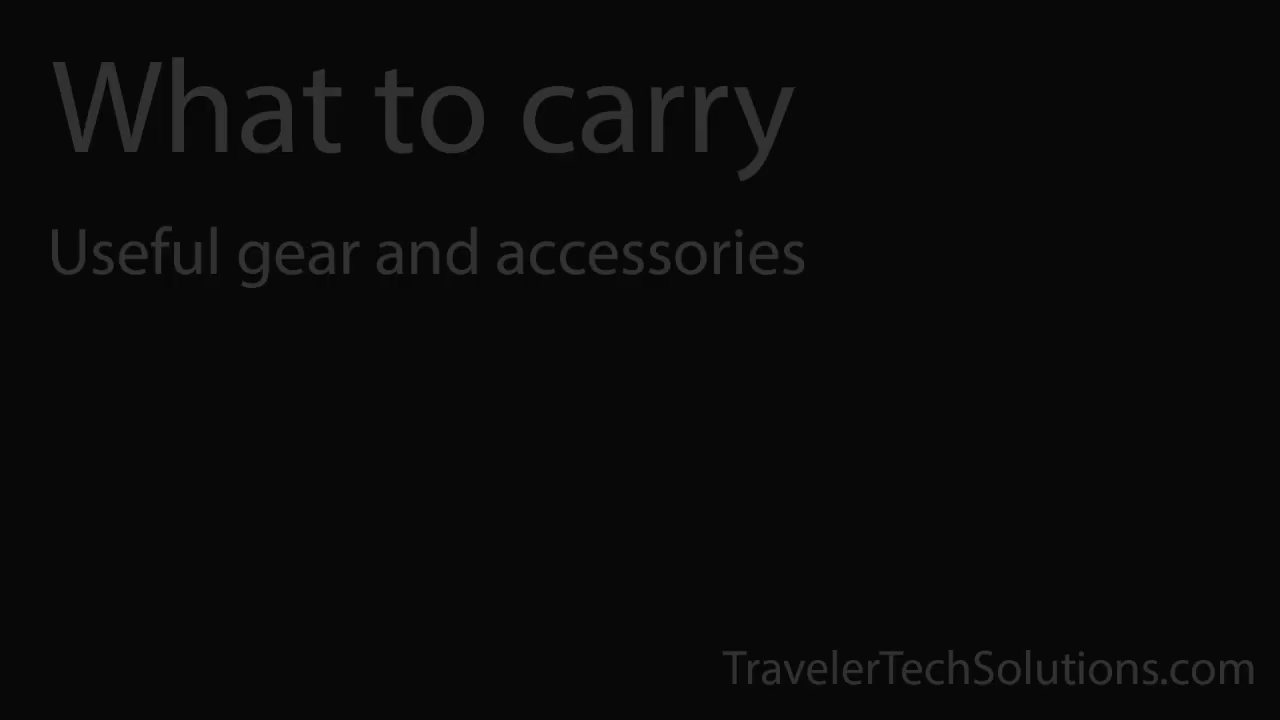 What to carry
Useful gear and accessories
TravelerTechSolutions.com